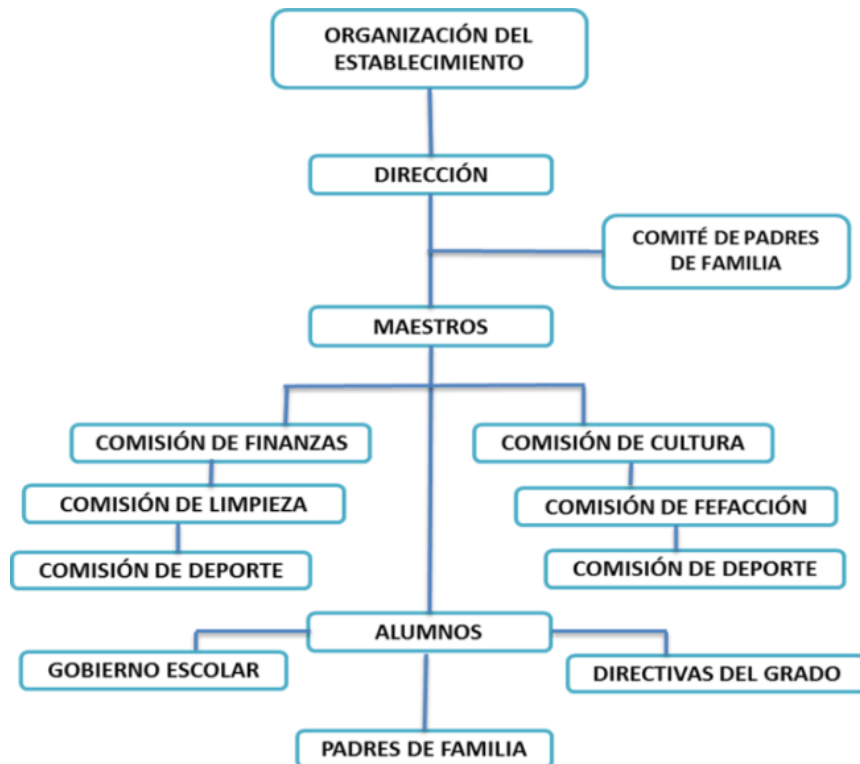 ORGANIZACIÓN DEL
ESTABLECIMIENTO
DIRECCIÓN
COMITÉ DE PADRES
DE FAMILIA
MAESTROS
COMISIÓN DE FINANZAS
COMISIÓN DE CULTURA
COMISIÓN DE LIMPIEZA
COMISIÓN DE FEFACCIÓN
COMISIÓN DE DEPORTE
COMISIÓN DE DEPORTE
ALUMNOS
GOBIERNO ESCOLAR
DIRECTIVAS DEL GRADO
PADRES DE FAMILIA